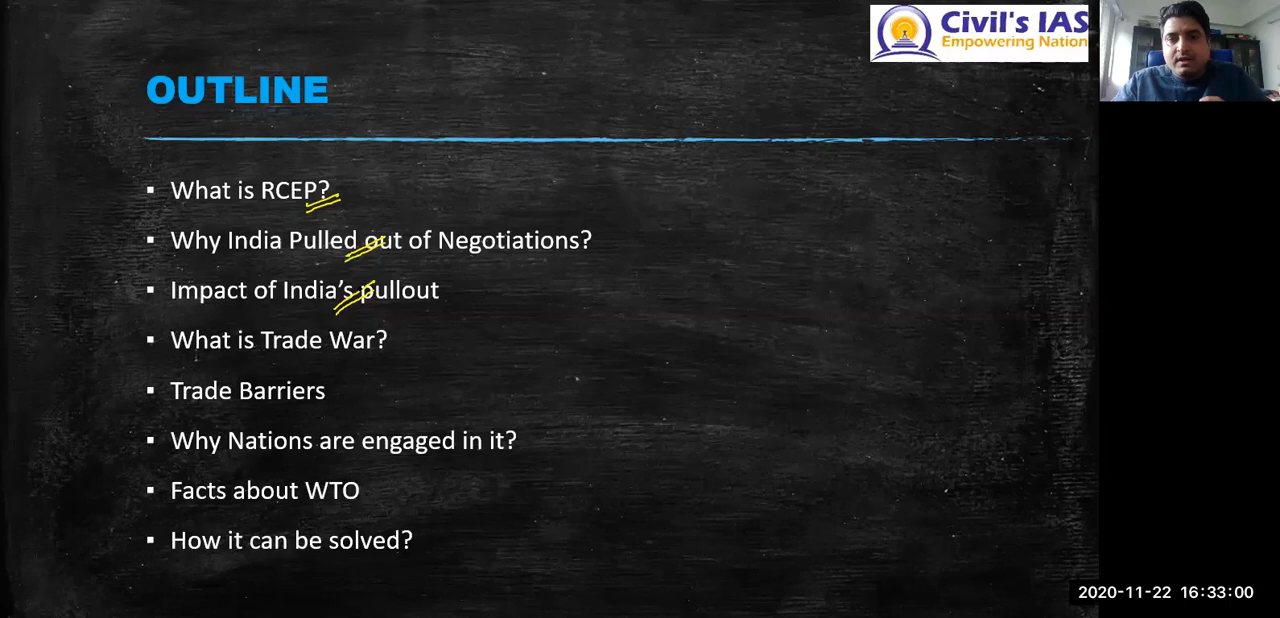 Civil's IAS
Empowering Nation
OUTLINE
▪ What is RCEP?
▪ Why India Pulled out of Negotiations?
▪ Impact of India’s pullout
▪ What is Trade War?
▪ Trade Barriers
▪ Why Nations are engaged in it?
▪ Facts about WTO
▪ How it can be solved?
2020-11-22 16:33:00